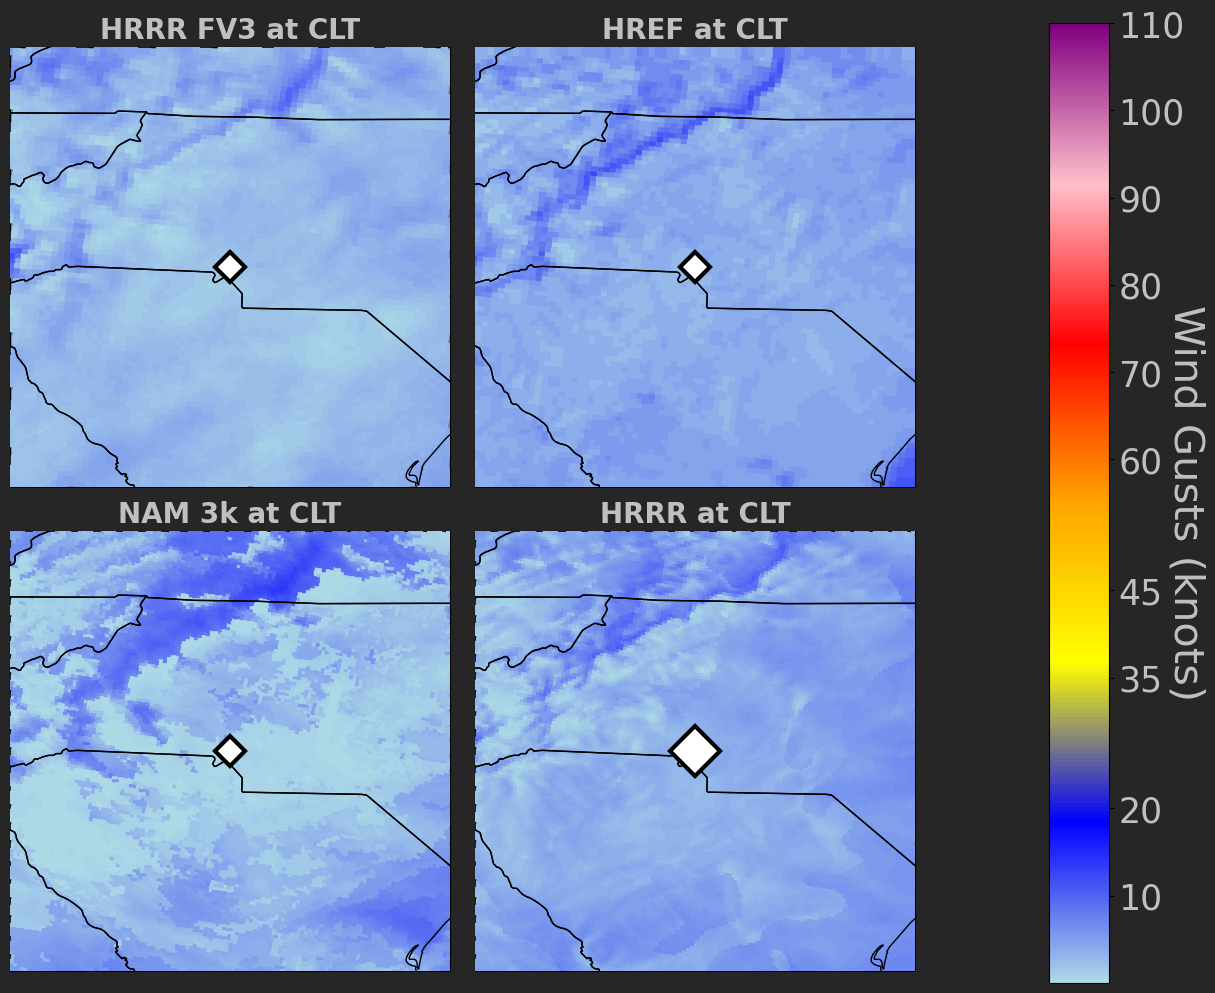 HRRR FV3 at CLT
HREF at CLT
NAM 3k at CLT
HRRR at CLT
110
100
90
80
70
60
45
35
20
10
Wind Gusts (knots)